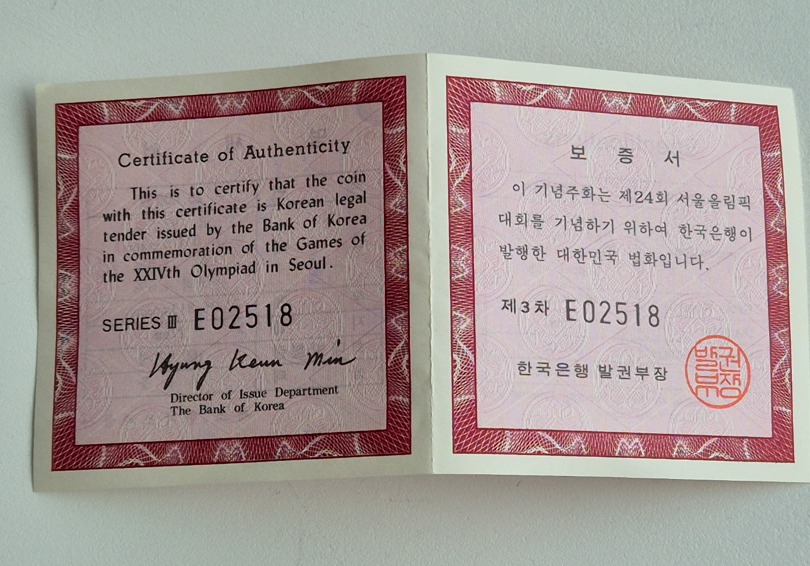 Certificate of Authenticity
This is to certify that the coin
with this certificate is Korean legal
tender issued by the Bank of Korea
in commemoration of the Games of
the XXIVth Olympiad in Seoul.
SERIES Ⅲ E02518
Hyung Keun Min
Director of Issue Department
The Bank of Korea
보 증 서
이 기념주화는 제24회 서울올림픽
대회를 기념하기 위하여 한국은행이
발행한 대한민국 법화입니다.
제3차 E02518
한국은행 발권부장
발권
부장